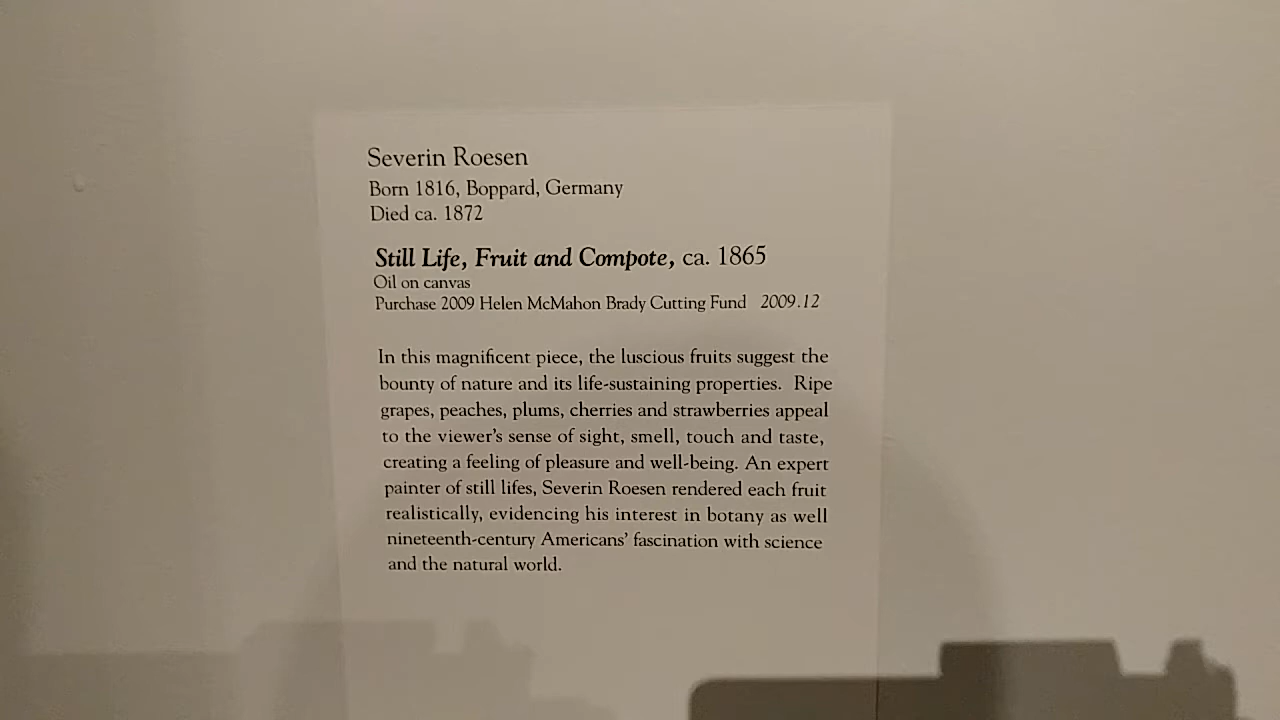 Severin Roesen
Born 1816, Boppard, Germany
Died ca. 1872
Still Life, Fruit and Compote, ca. 1865
Oil on canvas
Purchase 2009 Helen McMahon Brady Cutting Fund 2009.12
In this magnificent piece, the luscious fruits suggest the
bounty of nature and its life-sustaining properties. Ripe
grapes, peaches, plums, cherries and strawberries appeal
to the viewer's sense of sight, smell, touch and taste,
creating a feeling of pleasure and well-being. An expert
painter of still lifes, Severin Roesen rendered each fruit
realistically, evidencing his interest in botany as well
nineteenth-century Americans' fascination with science
and the natural world.